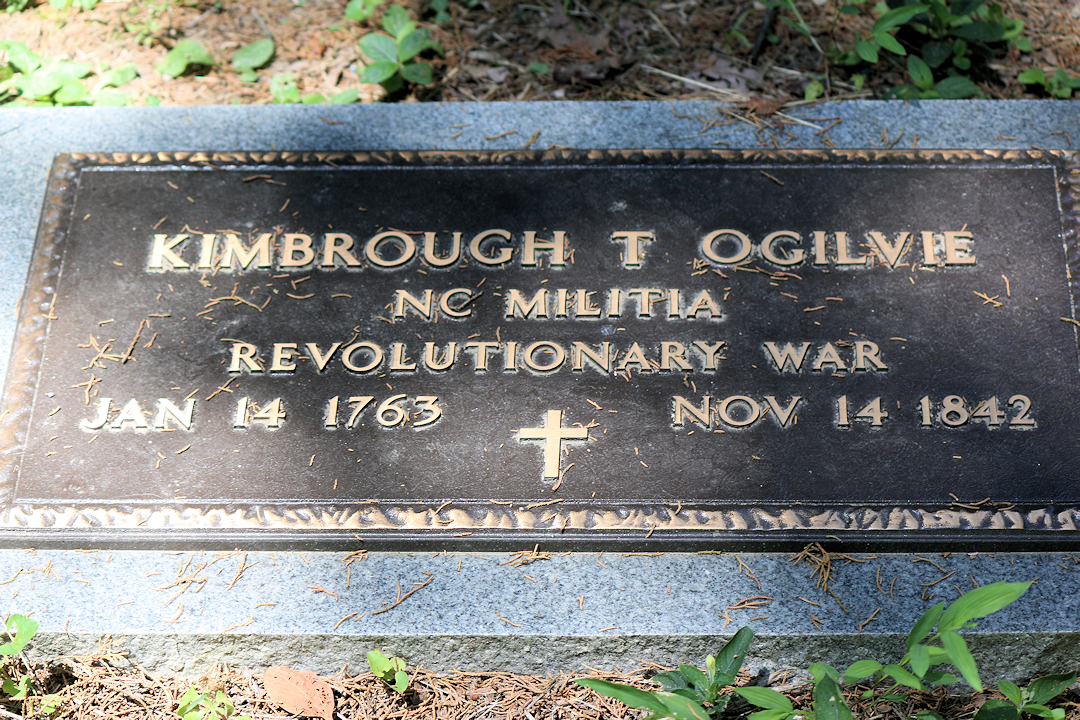 KIMBROUGH T OGILVIE
NC MILITIA
REVOLUTIONARY WAR
JAN 14 1763 NOV 14 1842